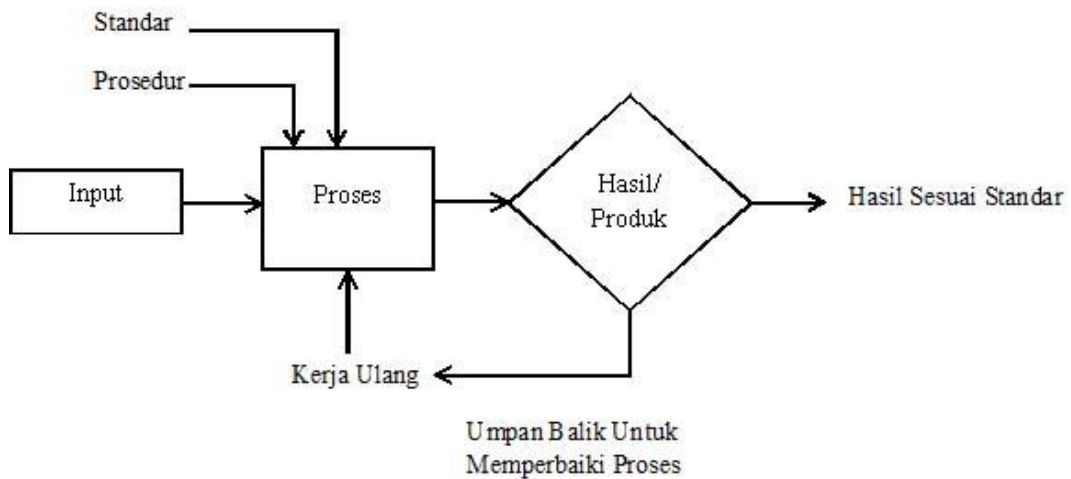 Standar
Prosedur
Input
Proses
Hasil/
Produk
Hasil Sesuai Standar
Kerja Ulang
Umpan Balik Untuk
Memperbaiki Proses